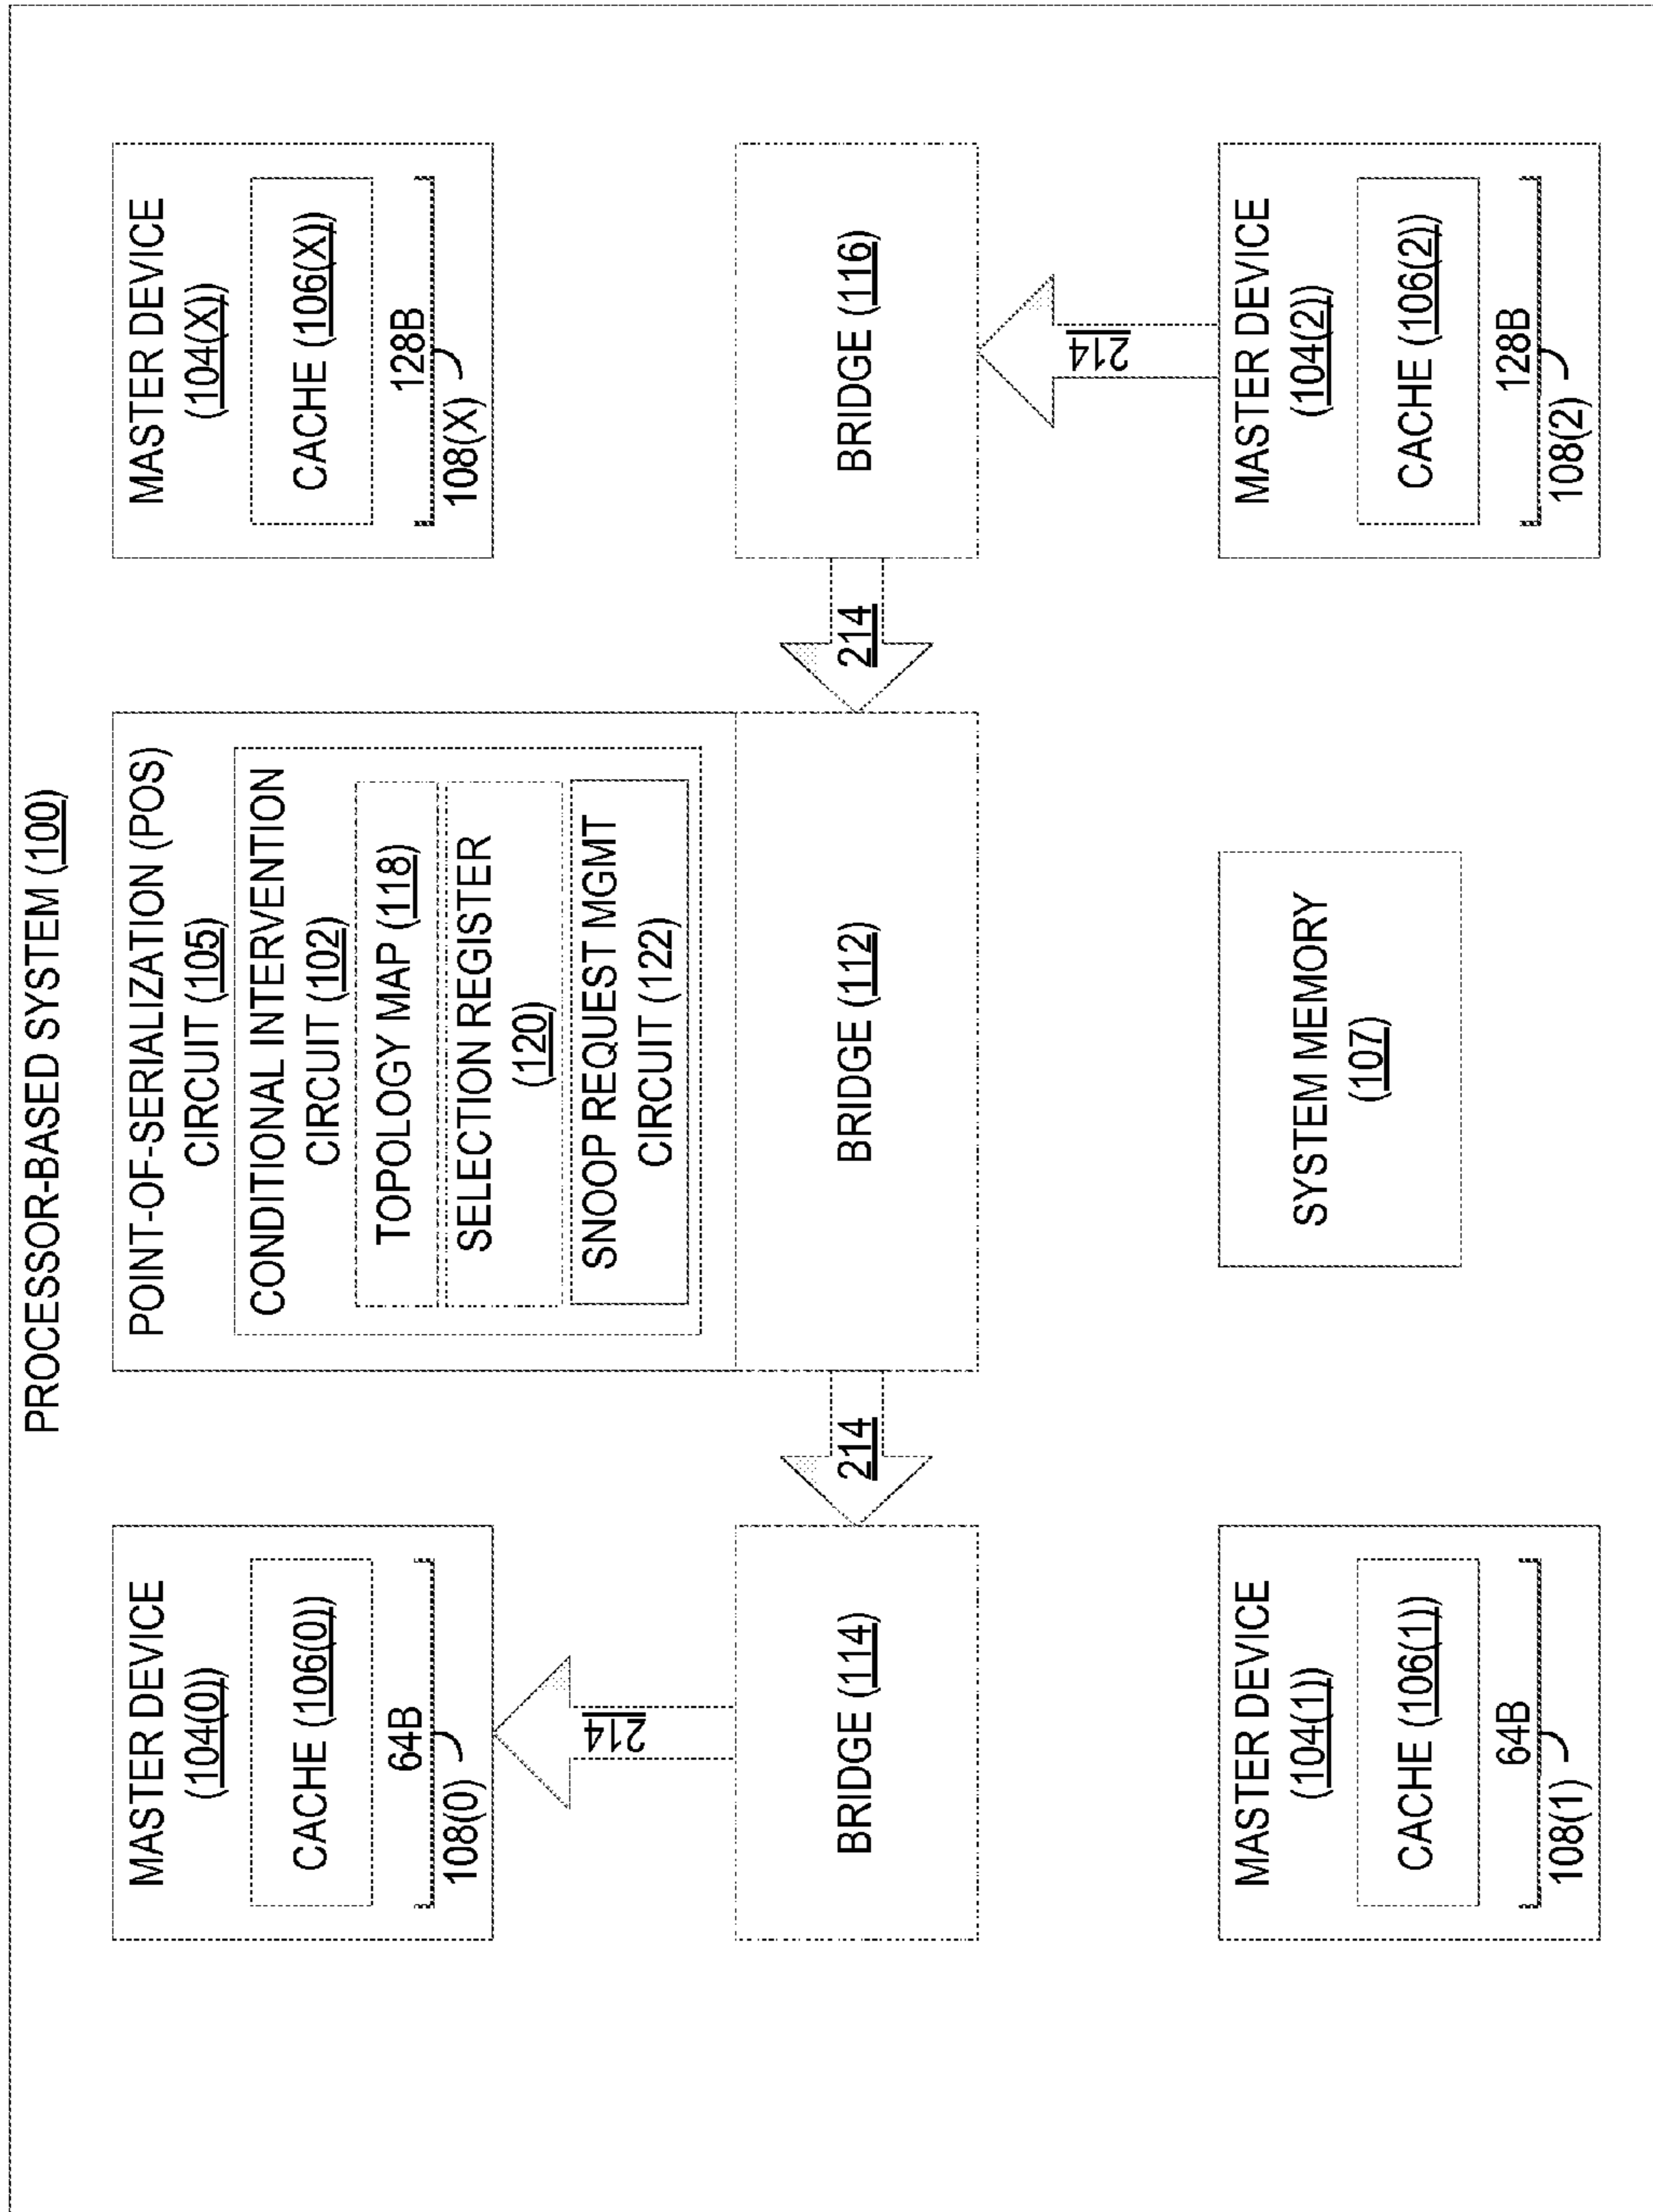 PROCESSOR-BASED SYSTEM (100)
MASTER DEVICE
(104(0))
CACHE (106(0))
64B
108(0)
POINT-OF-SERIALIZATION (POS)
CIRCUIT (105)
CONDITIONAL INTERVENTION
CIRCUIT (102)
TOPOLOGY MAP (118)
SELECTION REGISTER
(120)
SNOOP REQUEST MGMT
CIRCUIT (122)
MASTER DEVICE
(104(X))
CACHE (106(X))
128B
108(X)
214
BRIDGE (114)
214
BRIDGE (112)
214
BRIDGE (116)
214
MASTER DEVICE
(104(1))
CACHE (106(1))
64B
108(1)
SYSTEM MEMORY
(107)
MASTER DEVICE
(104(2))
CACHE (106(2))
128B
108(2)